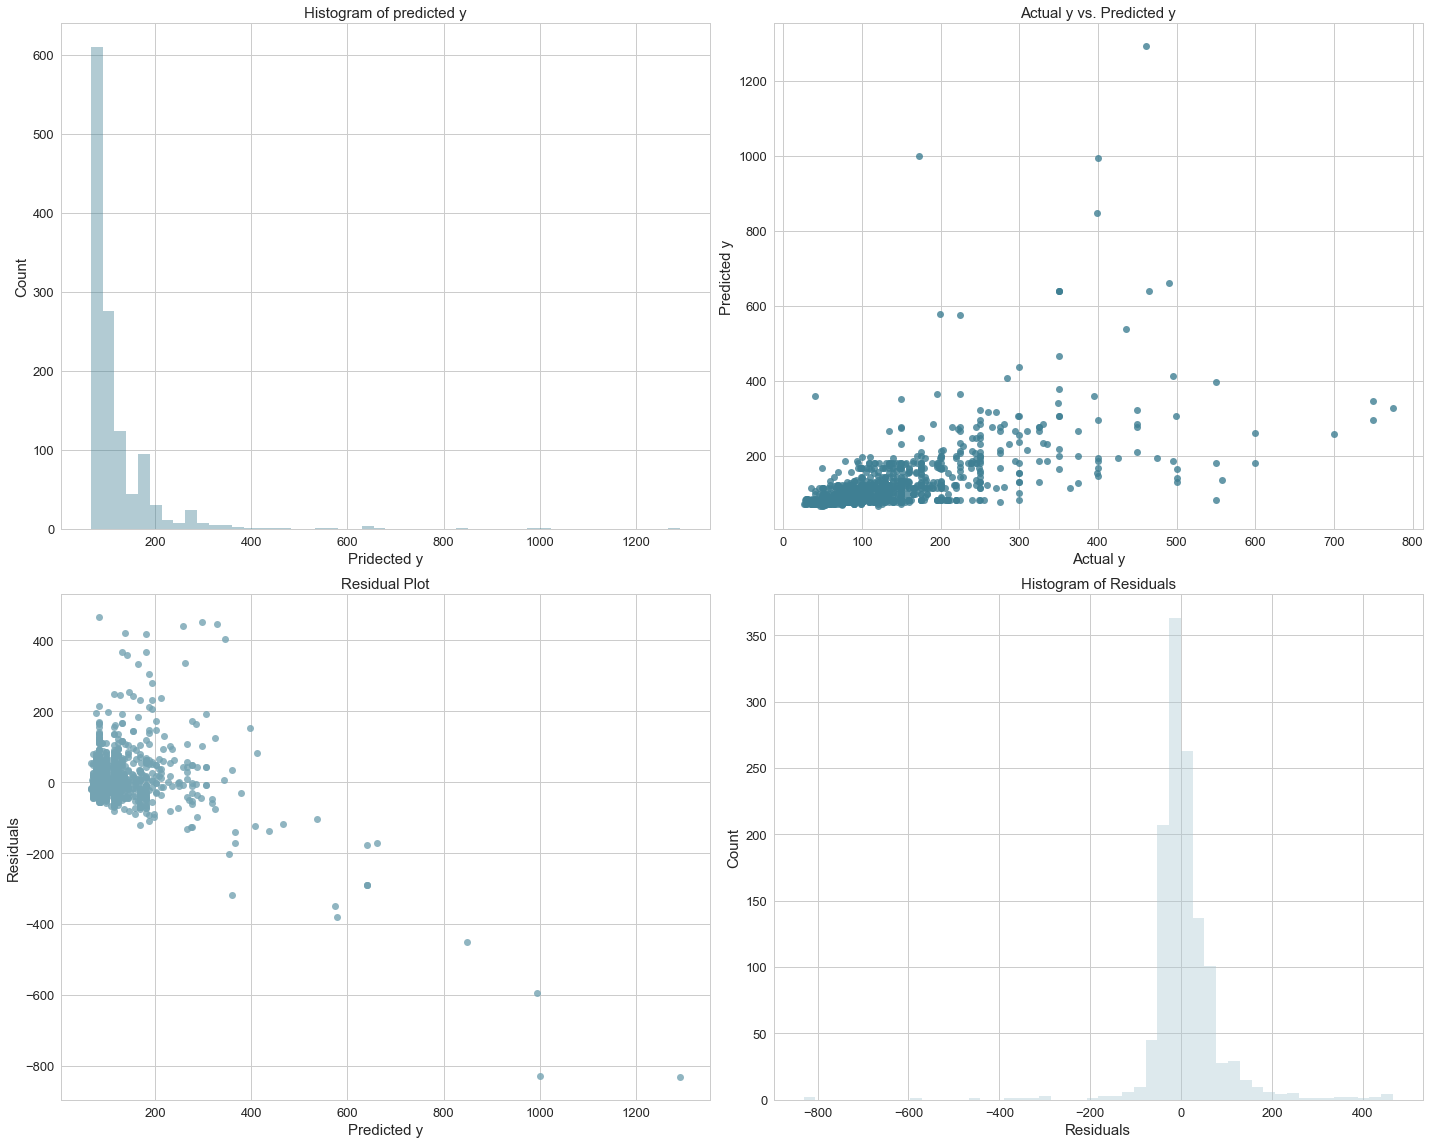 Histogram of predicted y
Count
600
500
400
300
200
100
0
200 400 600 800 1000 1200
Pridected y
Actual y vs. Predicted y
Predicted y
1200
1000
800
600
400
200
0 100 200 300 400 500 600 700 800
Actual y
Residual Plot
Residuals
400
200
0
−200
−400
−600
−800
200 400 600 800 1000 1200
Predicted y
Histogram of Residuals
Count
350
300
250
200
150
100
50
0
−800 −600 −400 −200 0 200 400
Residuals